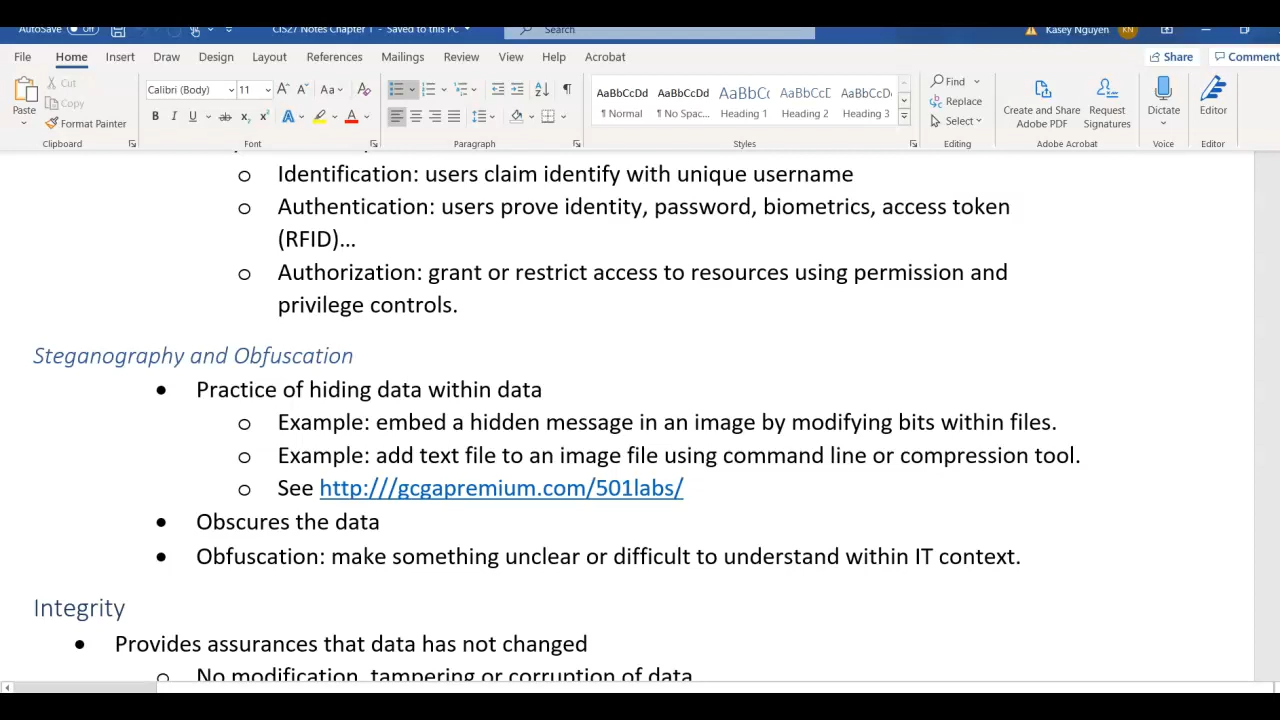 AutoSave Off CIS27 Notes Chapter 1 - Saved to this PC Search Kasey Nguyen KN
File Home Insert Draw Design Layout References Mailings Review View Help Acrobat Share Comment
Paste Cut Copy Format Painter Clipboard
Calibri (Body) 11 Font
Paragraph
AaBbCcDd AaBbCcDd AaBbCc AaBbCcD AaBbCcDd
Normal No Spac... Heading 1 Heading 2 Heading 3 Styles
Find Replace Select Editing
Create and Share Adobe PDF Request Signatures Adobe Acrobat
Dictate Voice
Editor Editor
o Identification: users claim identify with unique username
o Authentication: users prove identity, password, biometrics, access token
(RFID)…
o Authorization: grant or restrict access to resources using permission and
privilege controls.
Steganography and Obfuscation
• Practice of hiding data within data
o Example: embed a hidden message in an image by modifying bits within files.
o Example: add text file to an image file using command line or compression tool.
o See http:///gcgapremium.com/501labs/
• Obscures the data
• Obfuscation: make something unclear or difficult to understand within IT context.
Integrity
• Provides assurances that data has not changed
o No modification, tampering or corruption of data